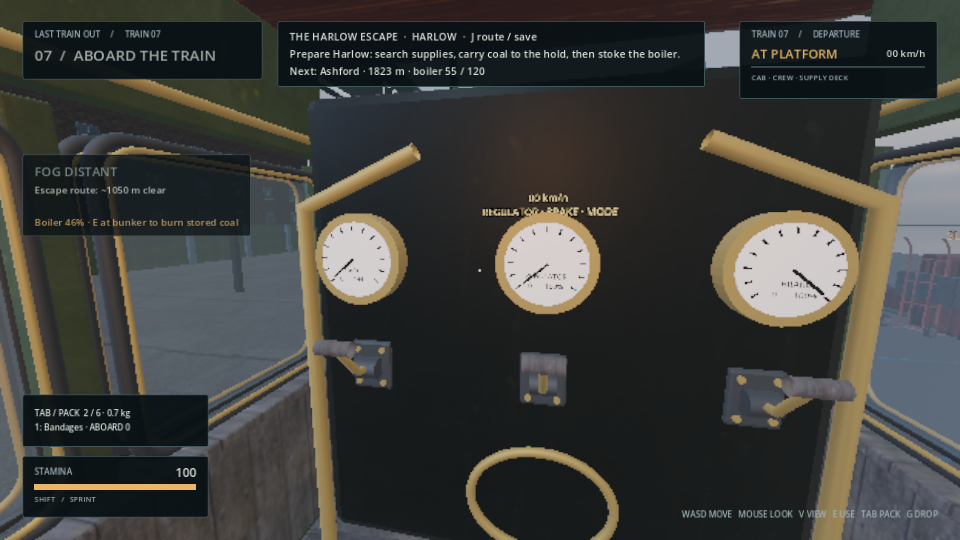 LAST TRAIN OUT / TRAIN 07
07 / ABOARD THE TRAIN
THE HARLOW ESCAPE · HARLOW · J route / save
Prepare Harlow: search supplies, carry coal to the hold, then stoke the boiler.
Next: Ashford · 1823 m · boiler 55 / 120
TRAIN 07 / DEPARTURE
AT PLATFORM 00 km/h
CAB · CREW · SUPPLY DECK
FOG DISTANT
Escape route: ~1050 m clear
Boiler 46% · E at bunker to burn stored coal
00 km/h
REGULATOR · BRAKE · MODE
TAB / PACK 2 / 6 · 0.7 kg
1: Bandages · ABOARD 0
STAMINA 100
SHIFT / SPRINT
WASD MOVE MOUSE LOOK V VIEW E USE TAB PACK G DROP